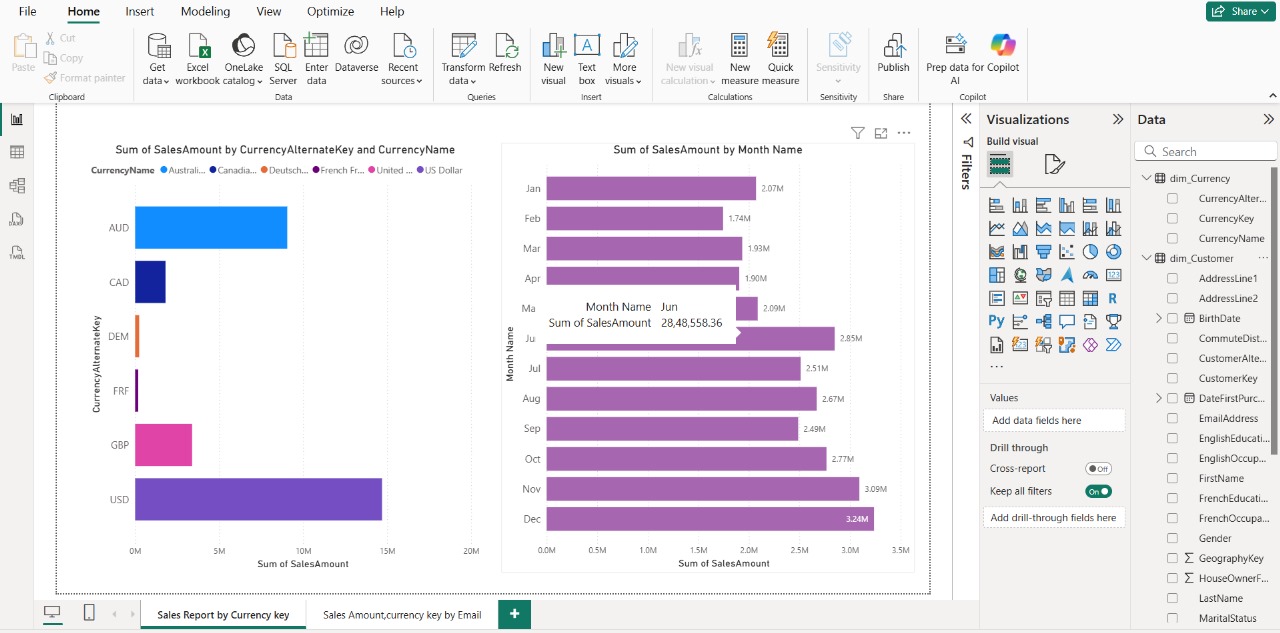 File Home Insert Modeling View Optimize Help Share
Paste Cut
Copy
Format painter
Clipboard
Get data Excel workbook OneLake catalog SQL Server Enter data Dataverse Recent sources
Data
Transform data Refresh
Queries
New visual Text box More visuals
Insert
New visual calculation New measure Quick measure
Calculations
Sensitivity
Sensitivity
Publish
Share
Prep data for AI Copilot
Copilot
Sum of SalesAmount by CurrencyAlternateKey and CurrencyName
CurrencyName Australi... Canadia... Deutsch... French Fr... United ... US Dollar
CurrencyAlternateKey
AUD
CAD
DEM
FRF
GBP
USD
0M 5M 10M 15M 20M
Sum of SalesAmount
Sum of SalesAmount by Month Name
Month Name
Jan 2.07M
Feb 1.74M
Mar 1.93M
Apr 1.90M
Ma 2.09M
Ju 2.85M
Jul 2.51M
Aug 2.67M
Sep 2.49M
Oct 2.77M
Nov 3.09M
Dec 3.24M
0.0M 0.5M 1.0M 1.5M 2.0M 2.5M 3.0M 3.5M
Sum of SalesAmount
Month Name Jun
Sum of SalesAmount 28,48,558.36
Filters
Visualizations
Build visual
123
R
Py
...
Values
Add data fields here
Drill through
Cross-report Off
Keep all filters On
Add drill-through fields here
Data
Search
dim_Currency
CurrencyAlter...
CurrencyKey
CurrencyName
dim_Customer ...
AddressLine1
AddressLine2
BirthDate
CommuteDist...
CustomerAlte...
CustomerKey
DateFirstPurc...
EmailAddress
EnglishEducati...
EnglishOccup...
FirstName
FrenchEducati...
FrenchOccupa...
Gender
GeographyKey
HouseOwnerF...
LastName
MaritalStatus
Sales Report by Currency key Sales Amount,currency key by Email +